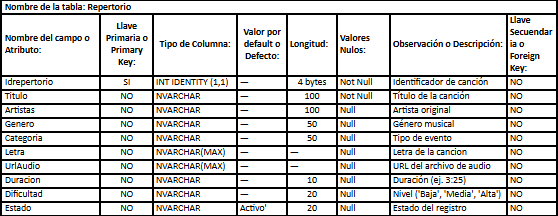 Nombre de la tabla: Repertorio
Nombre del campo o Atributo: Llave Primaria o Primary Key: Tipo de Columna: Valor por default o Defecto: Longitud: Valores Nulos: Observación o Descripción: Llave Secuendaria o Foreign Key:
Idrepertorio SI INT IDENTITY (1,1) — 4 bytes Not Null Identificador de canción NO
Título NO NVARCHAR — 100 Not Null Título de la canción NO
Artistas NO NVARCHAR — 100 Null Artista original NO
Genero NO NVARCHAR — 50 Null Género musical NO
Categoria NO NVARCHAR — 50 Null Tipo de evento NO
Letra NO NVARCHAR(MAX) — — Null Letra de la cancion NO
UrlAudio NO NVARCHAR(MAX) — — Null URL del archivo de audio NO
Duracion NO NVARCHAR — 10 Null Duración (ej. 3:25) NO
Dificultad NO NVARCHAR — 20 Null Nivel ('Baja', 'Media', 'Alta') NO
Estado NO NVARCHAR Activo' 20 Null Estado del registro NO